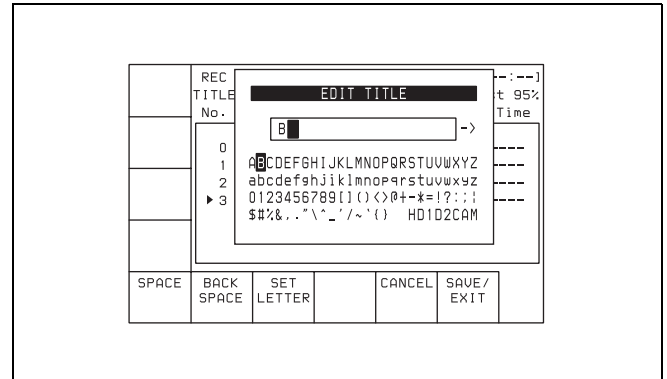 REC --:--]
EDIT TITLE
TITLE t 95%
No. Time
B ->
0 ----
1 ABCDEFGHIJKLMNOPQRSTUVWXYZ ----
2 abcdefghjiklmnopqrstuvwxyz ----
3 0123456789[]()<>@+-*=!?:;¦ ----
$#%&,."\^_'/~`{} HD1D2CAM
SPACE BACK SET CANCEL SAVE/
SPACE LETTER EXIT